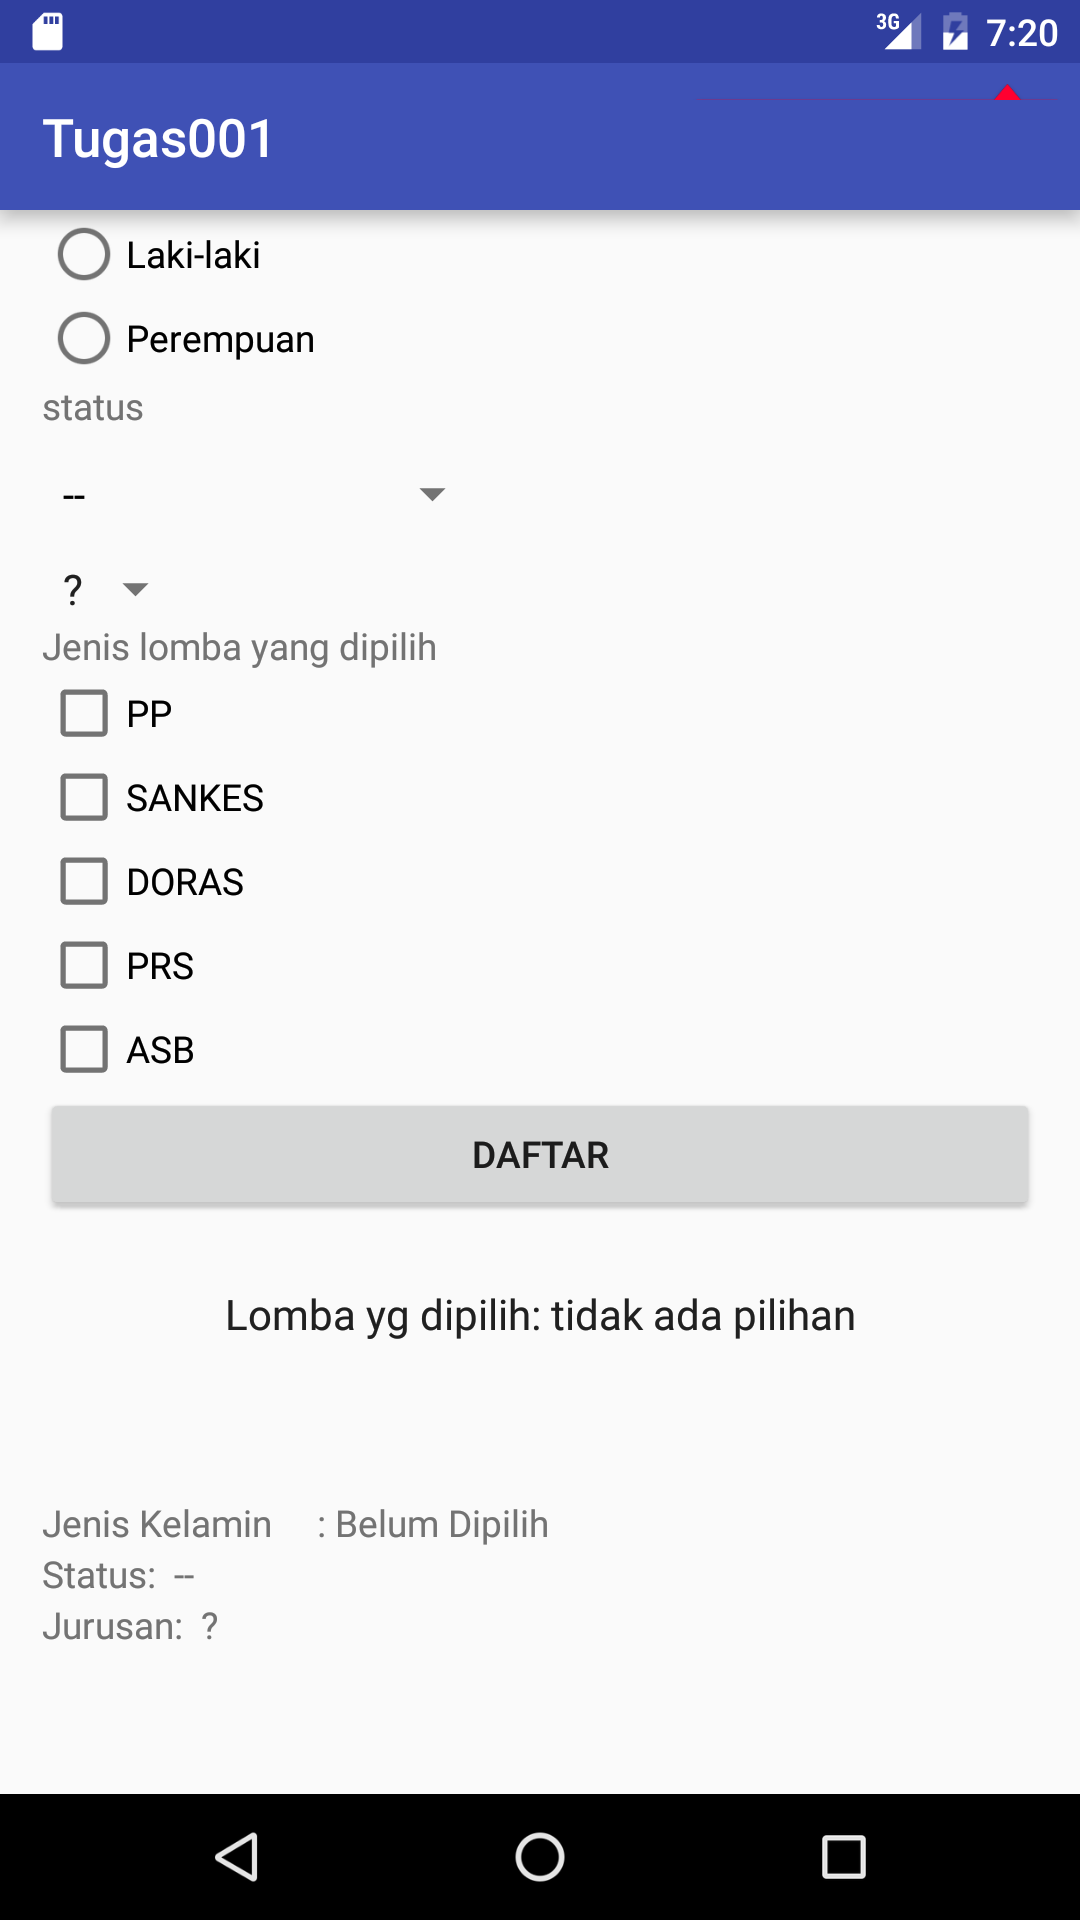 3G 7:20
Tugas001
Laki-laki
Perempuan
status
--
?
Jenis lomba yang dipilih
PP
SANKES
DORAS
PRS
ASB
DAFTAR
Lomba yg dipilih: tidak ada pilihan
Jenis Kelamin : Belum Dipilih
Status: --
Jurusan: ?